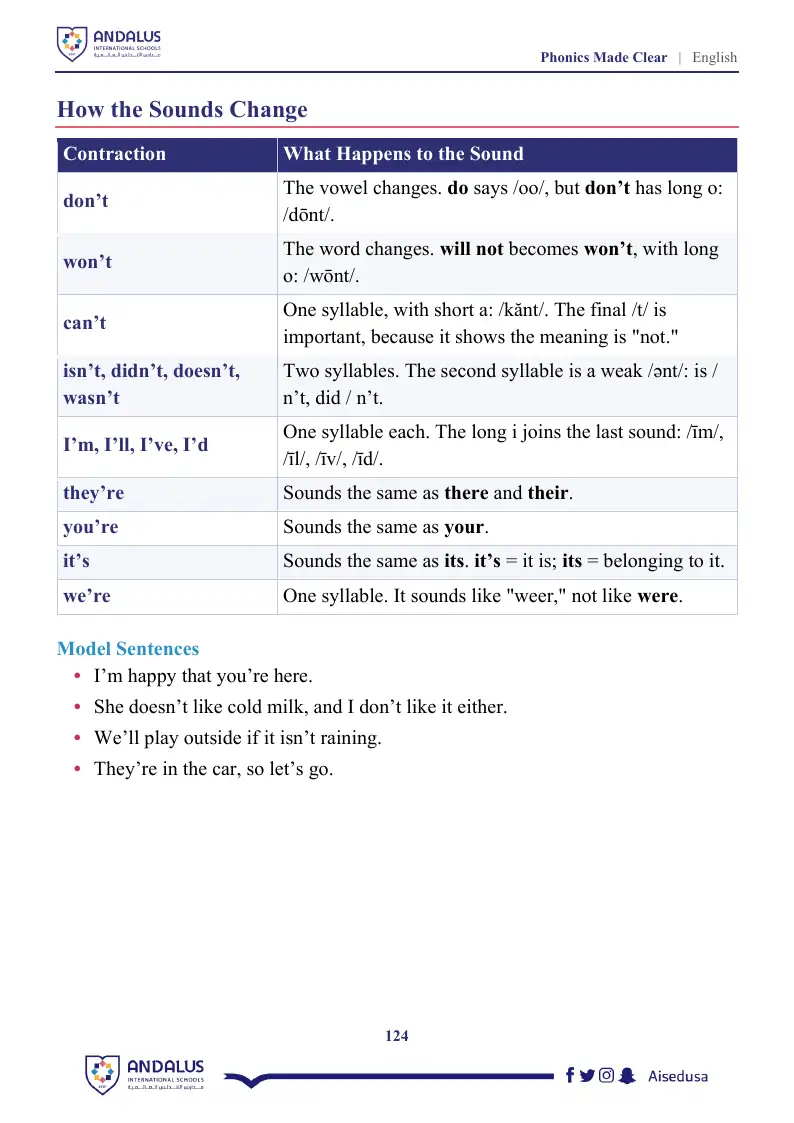 ANDALUS
INTERNATIONAL SCHOOLS
مدارس الأندلس العالمية
Phonics Made Clear | English
How the Sounds Change
Contraction What Happens to the Sound
don’t The vowel changes. do says /oo/, but don’t has long o:
/dōnt/.
won’t The word changes. will not becomes won’t, with long
o: /wōnt/.
can’t One syllable, with short a: /kănt/. The final /t/ is
important, because it shows the meaning is "not."
isn’t, didn’t, doesn’t,
wasn’t
Two syllables. The second syllable is a weak /ənt/: is /
n’t, did / n’t.
I’m, I’ll, I’ve, I’d One syllable each. The long i joins the last sound: /īm/,
/īl/, /īv/, /īd/.
they’re Sounds the same as there and their.
you’re Sounds the same as your.
it’s Sounds the same as its. it’s = it is; its = belonging to it.
we’re One syllable. It sounds like "weer," not like were.
Model Sentences
• I’m happy that you’re here.
• She doesn’t like cold milk, and I don’t like it either.
• We’ll play outside if it isn’t raining.
• They’re in the car, so let’s go.
124
ANDALUS
INTERNATIONAL SCHOOLS
مدارس الأندلس العالمية
Aisedusa